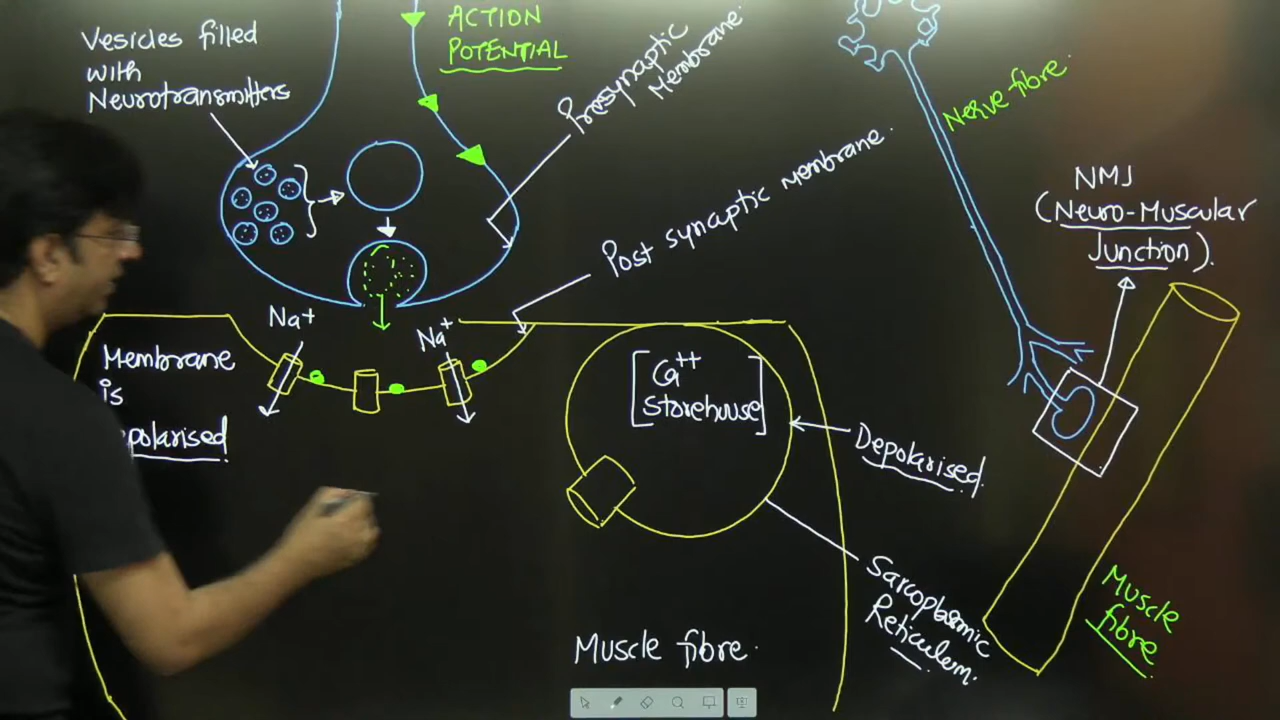 Vesicles filled
with
Neurotransmitters
ACTION
POTENTIAL
Presynaptic
Membrane.
Post synaptic membrane.
Nerve fibre.
NMJ
(Neuro-Muscular
Junction).
Na+
Na+
Membrane
is
[Ca++
Storehouse]
Depolarised.
Sarcoplasmic
Reticulem.
Muscle fibre.
Muscle
fibre